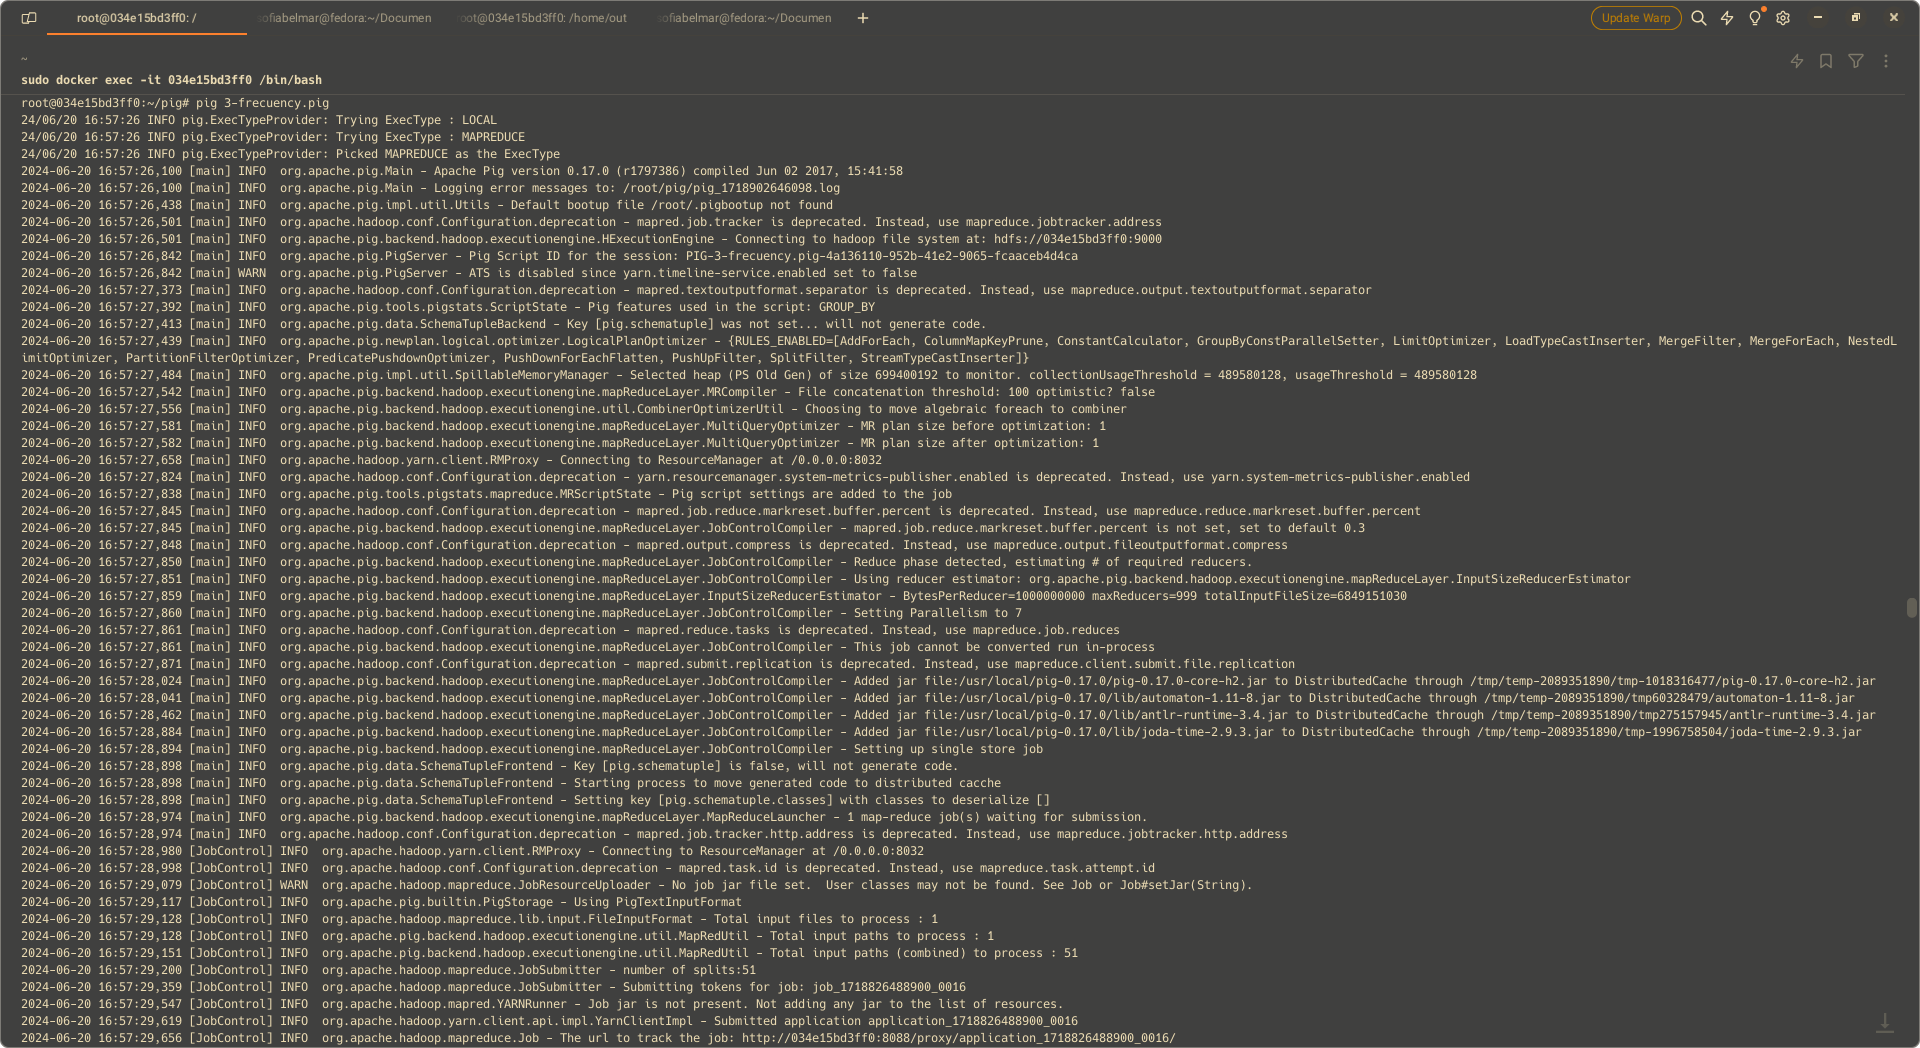 root@034e15bd3ff0: /
ofiabelmar@fedora:~/Documen
oot@034e15bd3ff0: /home/out
ofiabelmar@fedora:~/Documen
+
Update Warp
~
sudo docker exec -it 034e15bd3ff0 /bin/bash
root@034e15bd3ff0:~/pig# pig 3-frecuency.pig
24/06/20 16:57:26 INFO pig.ExecTypeProvider: Trying ExecType : LOCAL
24/06/20 16:57:26 INFO pig.ExecTypeProvider: Trying ExecType : MAPREDUCE
24/06/20 16:57:26 INFO pig.ExecTypeProvider: Picked MAPREDUCE as the ExecType
2024-06-20 16:57:26,100 [main] INFO  org.apache.pig.Main - Apache Pig version 0.17.0 (r1797386) compiled Jun 02 2017, 15:41:58
2024-06-20 16:57:26,100 [main] INFO  org.apache.pig.Main - Logging error messages to: /root/pig/pig_1718902646098.log
2024-06-20 16:57:26,438 [main] INFO  org.apache.pig.impl.util.Utils - Default bootup file /root/.pigbootup not found
2024-06-20 16:57:26,501 [main] INFO  org.apache.hadoop.conf.Configuration.deprecation - mapred.job.tracker is deprecated. Instead, use mapreduce.jobtracker.address
2024-06-20 16:57:26,501 [main] INFO  org.apache.pig.backend.hadoop.executionengine.HExecutionEngine - Connecting to hadoop file system at: hdfs://034e15bd3ff0:9000
2024-06-20 16:57:26,842 [main] INFO  org.apache.pig.PigServer - Pig Script ID for the session: PIG-3-frecuency.pig-4a136110-952b-41e2-9065-fcaaceb4d4ca
2024-06-20 16:57:26,842 [main] WARN  org.apache.pig.PigServer - ATS is disabled since yarn.timeline-service.enabled set to false
2024-06-20 16:57:27,373 [main] INFO  org.apache.hadoop.conf.Configuration.deprecation - mapred.textoutputformat.separator is deprecated. Instead, use mapreduce.output.textoutputformat.separator
2024-06-20 16:57:27,392 [main] INFO  org.apache.pig.tools.pigstats.ScriptState - Pig features used in the script: GROUP_BY
2024-06-20 16:57:27,413 [main] INFO  org.apache.pig.data.SchemaTupleBackend - Key [pig.schematuple] was not set... will not generate code.
2024-06-20 16:57:27,439 [main] INFO  org.apache.pig.newplan.logical.optimizer.LogicalPlanOptimizer - {RULES_ENABLED=[AddForEach, ColumnMapKeyPrune, ConstantCalculator, GroupByConstParallelSetter, LimitOptimizer, LoadTypeCastInserter, MergeFilter, MergeForEach, NestedL
imitOptimizer, PartitionFilterOptimizer, PredicatePushdownOptimizer, PushDownForEachFlatten, PushUpFilter, SplitFilter, StreamTypeCastInserter]}
2024-06-20 16:57:27,484 [main] INFO  org.apache.pig.impl.util.SpillableMemoryManager - Selected heap (PS Old Gen) of size 699400192 to monitor. collectionUsageThreshold = 489580128, usageThreshold = 489580128
2024-06-20 16:57:27,542 [main] INFO  org.apache.pig.backend.hadoop.executionengine.mapReduceLayer.MRCompiler - File concatenation threshold: 100 optimistic? false
2024-06-20 16:57:27,556 [main] INFO  org.apache.pig.backend.hadoop.executionengine.util.CombinerOptimizerUtil - Choosing to move algebraic foreach to combiner
2024-06-20 16:57:27,581 [main] INFO  org.apache.pig.backend.hadoop.executionengine.mapReduceLayer.MultiQueryOptimizer - MR plan size before optimization: 1
2024-06-20 16:57:27,582 [main] INFO  org.apache.pig.backend.hadoop.executionengine.mapReduceLayer.MultiQueryOptimizer - MR plan size after optimization: 1
2024-06-20 16:57:27,658 [main] INFO  org.apache.hadoop.yarn.client.RMProxy - Connecting to ResourceManager at /0.0.0.0:8032
2024-06-20 16:57:27,824 [main] INFO  org.apache.hadoop.conf.Configuration.deprecation - yarn.resourcemanager.system-metrics-publisher.enabled is deprecated. Instead, use yarn.system-metrics-publisher.enabled
2024-06-20 16:57:27,838 [main] INFO  org.apache.pig.tools.pigstats.mapreduce.MRScriptState - Pig script settings are added to the job
2024-06-20 16:57:27,845 [main] INFO  org.apache.hadoop.conf.Configuration.deprecation - mapred.job.reduce.markreset.buffer.percent is deprecated. Instead, use mapreduce.reduce.markreset.buffer.percent
2024-06-20 16:57:27,845 [main] INFO  org.apache.pig.backend.hadoop.executionengine.mapReduceLayer.JobControlCompiler - mapred.job.reduce.markreset.buffer.percent is not set, set to default 0.3
2024-06-20 16:57:27,848 [main] INFO  org.apache.hadoop.conf.Configuration.deprecation - mapred.output.compress is deprecated. Instead, use mapreduce.output.fileoutputformat.compress
2024-06-20 16:57:27,850 [main] INFO  org.apache.pig.backend.hadoop.executionengine.mapReduceLayer.JobControlCompiler - Reduce phase detected, estimating # of required reducers.
2024-06-20 16:57:27,851 [main] INFO  org.apache.pig.backend.hadoop.executionengine.mapReduceLayer.JobControlCompiler - Using reducer estimator: org.apache.pig.backend.hadoop.executionengine.mapReduceLayer.InputSizeReducerEstimator
2024-06-20 16:57:27,859 [main] INFO  org.apache.pig.backend.hadoop.executionengine.mapReduceLayer.InputSizeReducerEstimator - BytesPerReducer=1000000000 maxReducers=999 totalInputFileSize=6849151030
2024-06-20 16:57:27,860 [main] INFO  org.apache.pig.backend.hadoop.executionengine.mapReduceLayer.JobControlCompiler - Setting Parallelism to 7
2024-06-20 16:57:27,861 [main] INFO  org.apache.hadoop.conf.Configuration.deprecation - mapred.reduce.tasks is deprecated. Instead, use mapreduce.job.reduces
2024-06-20 16:57:27,861 [main] INFO  org.apache.pig.backend.hadoop.executionengine.mapReduceLayer.JobControlCompiler - This job cannot be converted run in-process
2024-06-20 16:57:27,871 [main] INFO  org.apache.hadoop.conf.Configuration.deprecation - mapred.submit.replication is deprecated. Instead, use mapreduce.client.submit.file.replication
2024-06-20 16:57:28,024 [main] INFO  org.apache.pig.backend.hadoop.executionengine.mapReduceLayer.JobControlCompiler - Added jar file:/usr/local/pig-0.17.0/pig-0.17.0-core-h2.jar to DistributedCache through /tmp/temp-2089351890/tmp-1018316477/pig-0.17.0-core-h2.jar
2024-06-20 16:57:28,041 [main] INFO  org.apache.pig.backend.hadoop.executionengine.mapReduceLayer.JobControlCompiler - Added jar file:/usr/local/pig-0.17.0/lib/automaton-1.11-8.jar to DistributedCache through /tmp/temp-2089351890/tmp60328479/automaton-1.11-8.jar
2024-06-20 16:57:28,462 [main] INFO  org.apache.pig.backend.hadoop.executionengine.mapReduceLayer.JobControlCompiler - Added jar file:/usr/local/pig-0.17.0/lib/antlr-runtime-3.4.jar to DistributedCache through /tmp/temp-2089351890/tmp275157945/antlr-runtime-3.4.jar
2024-06-20 16:57:28,884 [main] INFO  org.apache.pig.backend.hadoop.executionengine.mapReduceLayer.JobControlCompiler - Added jar file:/usr/local/pig-0.17.0/lib/joda-time-2.9.3.jar to DistributedCache through /tmp/temp-2089351890/tmp-1996758504/joda-time-2.9.3.jar
2024-06-20 16:57:28,894 [main] INFO  org.apache.pig.backend.hadoop.executionengine.mapReduceLayer.JobControlCompiler - Setting up single store job
2024-06-20 16:57:28,898 [main] INFO  org.apache.pig.data.SchemaTupleFrontend - Key [pig.schematuple] is false, will not generate code.
2024-06-20 16:57:28,898 [main] INFO  org.apache.pig.data.SchemaTupleFrontend - Starting process to move generated code to distributed cacche
2024-06-20 16:57:28,898 [main] INFO  org.apache.pig.data.SchemaTupleFrontend - Setting key [pig.schematuple.classes] with classes to deserialize []
2024-06-20 16:57:28,974 [main] INFO  org.apache.pig.backend.hadoop.executionengine.mapReduceLayer.MapReduceLauncher - 1 map-reduce job(s) waiting for submission.
2024-06-20 16:57:28,974 [main] INFO  org.apache.hadoop.conf.Configuration.deprecation - mapred.job.tracker.http.address is deprecated. Instead, use mapreduce.jobtracker.http.address
2024-06-20 16:57:28,980 [JobControl] INFO  org.apache.hadoop.yarn.client.RMProxy - Connecting to ResourceManager at /0.0.0.0:8032
2024-06-20 16:57:28,998 [JobControl] INFO  org.apache.hadoop.conf.Configuration.deprecation - mapred.task.id is deprecated. Instead, use mapreduce.task.attempt.id
2024-06-20 16:57:29,079 [JobControl] WARN  org.apache.hadoop.mapreduce.JobResourceUploader - No job jar file set.  User classes may not be found. See Job or Job#setJar(String).
2024-06-20 16:57:29,117 [JobControl] INFO  org.apache.pig.builtin.PigStorage - Using PigTextInputFormat
2024-06-20 16:57:29,128 [JobControl] INFO  org.apache.hadoop.mapreduce.lib.input.FileInputFormat - Total input files to process : 1
2024-06-20 16:57:29,128 [JobControl] INFO  org.apache.pig.backend.hadoop.executionengine.util.MapRedUtil - Total input paths to process : 1
2024-06-20 16:57:29,151 [JobControl] INFO  org.apache.pig.backend.hadoop.executionengine.util.MapRedUtil - Total input paths (combined) to process : 51
2024-06-20 16:57:29,200 [JobControl] INFO  org.apache.hadoop.mapreduce.JobSubmitter - number of splits:51
2024-06-20 16:57:29,359 [JobControl] INFO  org.apache.hadoop.mapreduce.JobSubmitter - Submitting tokens for job: job_1718826488900_0016
2024-06-20 16:57:29,547 [JobControl] INFO  org.apache.hadoop.mapred.YARNRunner - Job jar is not present. Not adding any jar to the list of resources.
2024-06-20 16:57:29,619 [JobControl] INFO  org.apache.hadoop.yarn.client.api.impl.YarnClientImpl - Submitted application application_1718826488900_0016
2024-06-20 16:57:29,656 [JobControl] INFO  org.apache.hadoop.mapreduce.Job - The url to track the job: http://034e15bd3ff0:8088/proxy/application_1718826488900_0016/